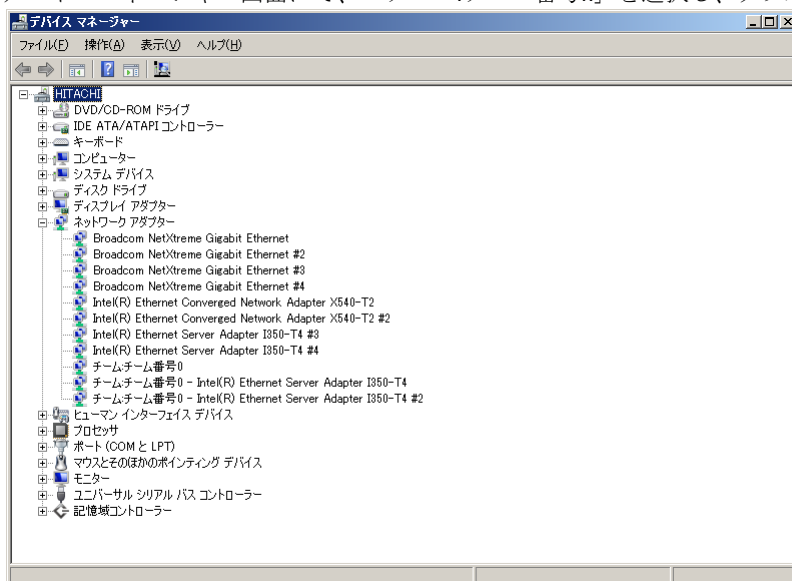 デバイス マネージャー
ファイル(F) 操作(A) 表示(V) ヘルプ(H)
HITACHI
DVD/CD-ROM ドライブ
IDE ATA/ATAPI コントローラー
キーボード
コンピューター
システム デバイス
ディスク ドライブ
ディスプレイ アダプター
ネットワーク アダプター
Broadcom NetXtreme Gigabit Ethernet
Broadcom NetXtreme Gigabit Ethernet #2
Broadcom NetXtreme Gigabit Ethernet #3
Broadcom NetXtreme Gigabit Ethernet #4
Intel(R) Ethernet Converged Network Adapter X540-T2
Intel(R) Ethernet Converged Network Adapter X540-T2 #2
Intel(R) Ethernet Server Adapter I350-T4 #3
Intel(R) Ethernet Server Adapter I350-T4 #4
チーム:チーム番号0
チーム:チーム番号0 - Intel(R) Ethernet Server Adapter I350-T4
チーム:チーム番号0 - Intel(R) Ethernet Server Adapter I350-T4 #2
ヒューマン インターフェイス デバイス
プロセッサ
ポート (COM と LPT)
マウスとそのほかのポインティング デバイス
モニター
ユニバーサル シリアル バス コントローラー
記憶域コントローラー